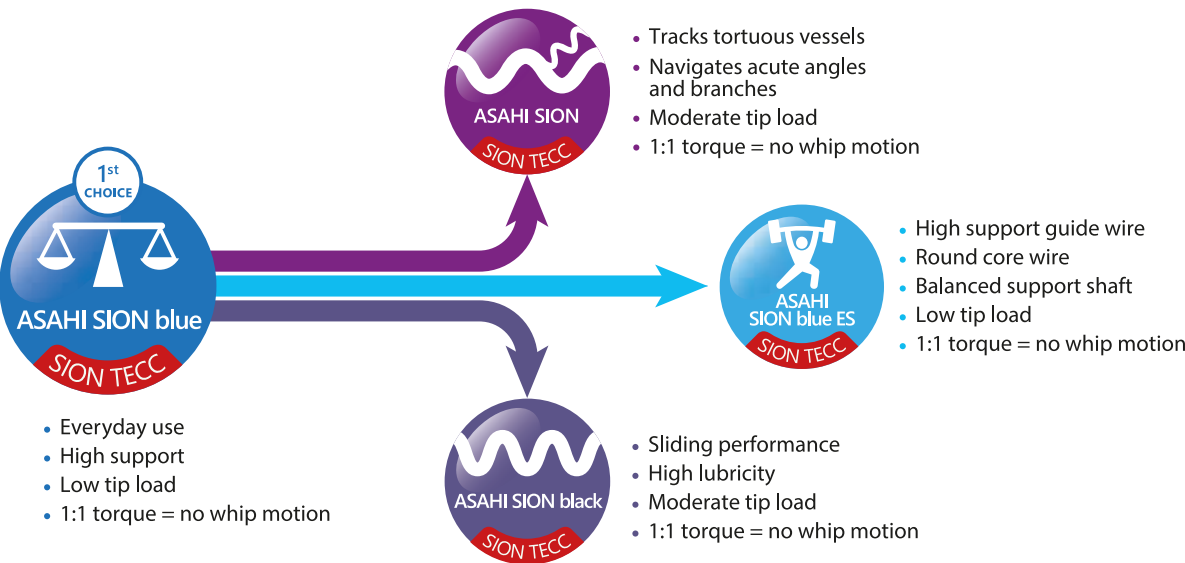 1st
CHOICE
ASAHI SION blue
SION TECC
• Everyday use
• High support
• Low tip load
• 1:1 torque = no whip motion
ASAHI SION
SION TECC
• Tracks tortuous vessels
• Navigates acute angles
and branches
• Moderate tip load
• 1:1 torque = no whip motion
ASAHI
SION blue ES
SION TECC
• High support guide wire
• Round core wire
• Balanced support shaft
• Low tip load
• 1:1 torque = no whip motion
ASAHI SION black
SION TECC
• Sliding performance
• High lubricity
• Moderate tip load
• 1:1 torque = no whip motion